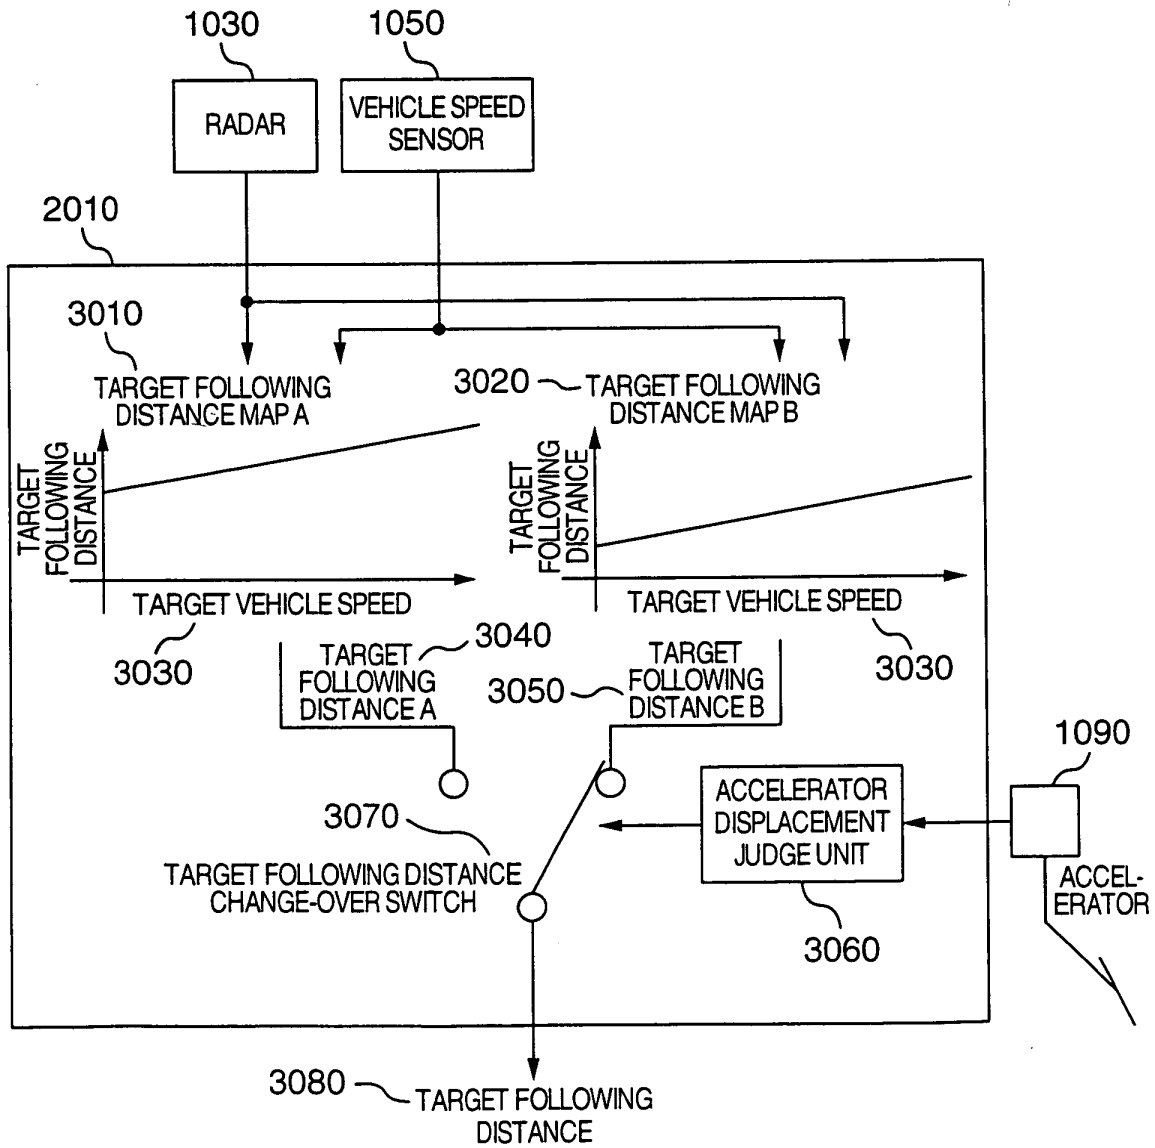 1030
1050
RADAR
VEHICLE SPEED
SENSOR
2010
3010
TARGET FOLLOWING
DISTANCE MAP A
3020
TARGET FOLLOWING
DISTANCE MAP B
TARGET
FOLLOWING
DISTANCE
TARGET
FOLLOWING
DISTANCE
TARGET VEHICLE SPEED
TARGET VEHICLE SPEED
3030
3040
TARGET
FOLLOWING
DISTANCE A
3050
TARGET
FOLLOWING
DISTANCE B
3030
1090
ACCELERATOR
DISPLACEMENT
JUDGE UNIT
3070
TARGET FOLLOWING DISTANCE
CHANGE-OVER SWITCH
ACCEL-
ERATOR
3060
3080
TARGET FOLLOWING
DISTANCE